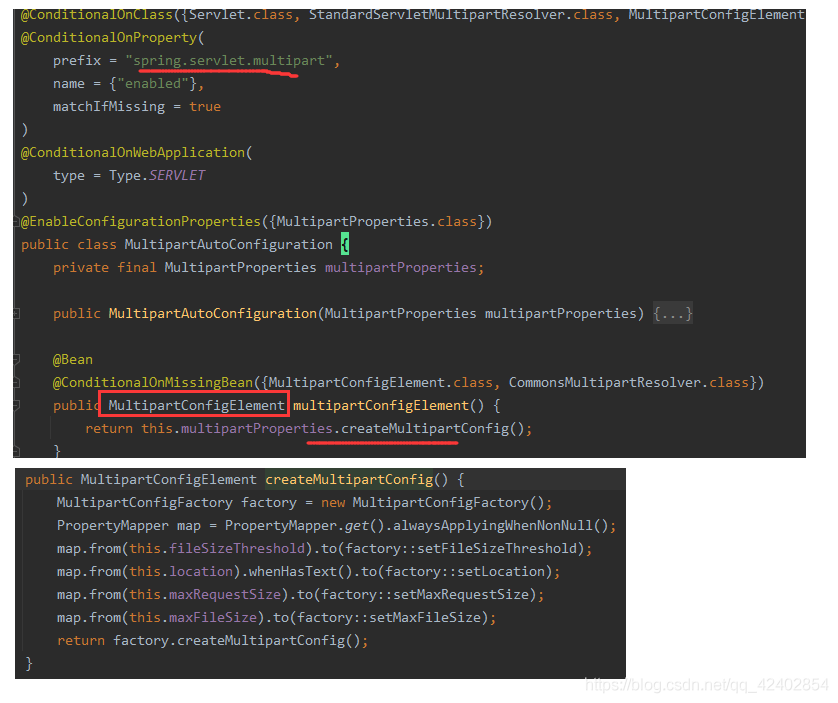 @ConditionalOnClass({Servlet.class, StandardServletMultipartResolver.class, MultipartConfigElement
@ConditionalOnProperty(
prefix = "spring.servlet.multipart",
name = {"enabled"},
matchIfMissing = true
)
@ConditionalOnWebApplication(
type = Type.SERVLET
)
@EnableConfigurationProperties({MultipartProperties.class})
public class MultipartAutoConfiguration {
private final MultipartProperties multipartProperties;
public MultipartAutoConfiguration(MultipartProperties multipartProperties) {...}
@Bean
@ConditionalOnMissingBean({MultipartConfigElement.class, CommonsMultipartResolver.class})
public MultipartConfigElement multipartConfigElement() {
return this.multipartProperties.createMultipartConfig();
}
public MultipartConfigElement createMultipartConfig() {
MultipartConfigFactory factory = new MultipartConfigFactory();
PropertyMapper map = PropertyMapper.get().alwaysApplyingWhenNonNull();
map.from(this.fileSizeThreshold).to(factory::setFileSizeThreshold);
map.from(this.location).whenHasText().to(factory::setLocation);
map.from(this.maxRequestSize).to(factory::setMaxRequestSize);
map.from(this.maxFileSize).to(factory::setMaxFileSize);
return factory.createMultipartConfig();
}
https://blog.csdn.net/qq_42402854